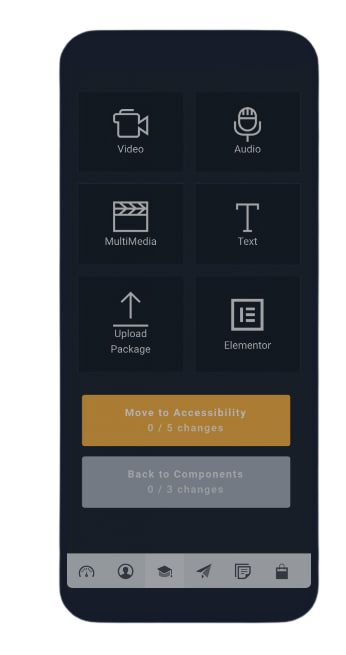 Video
Audio
MultiMedia
Text
Upload
Package
Elementor
Move to Accessibility
0 / 5 changes
Back to Components
0 / 3 changes